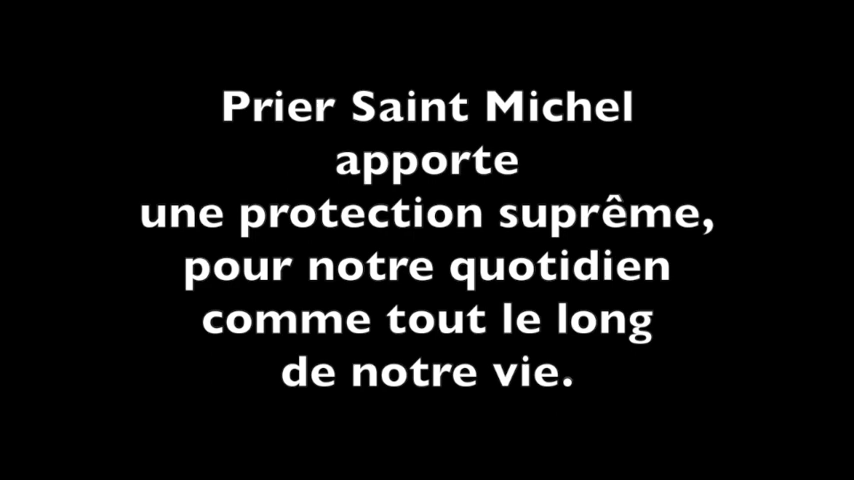 Prier Saint Michel
apporte
une protection suprême,
pour notre quotidien
comme tout le long
de notre vie.